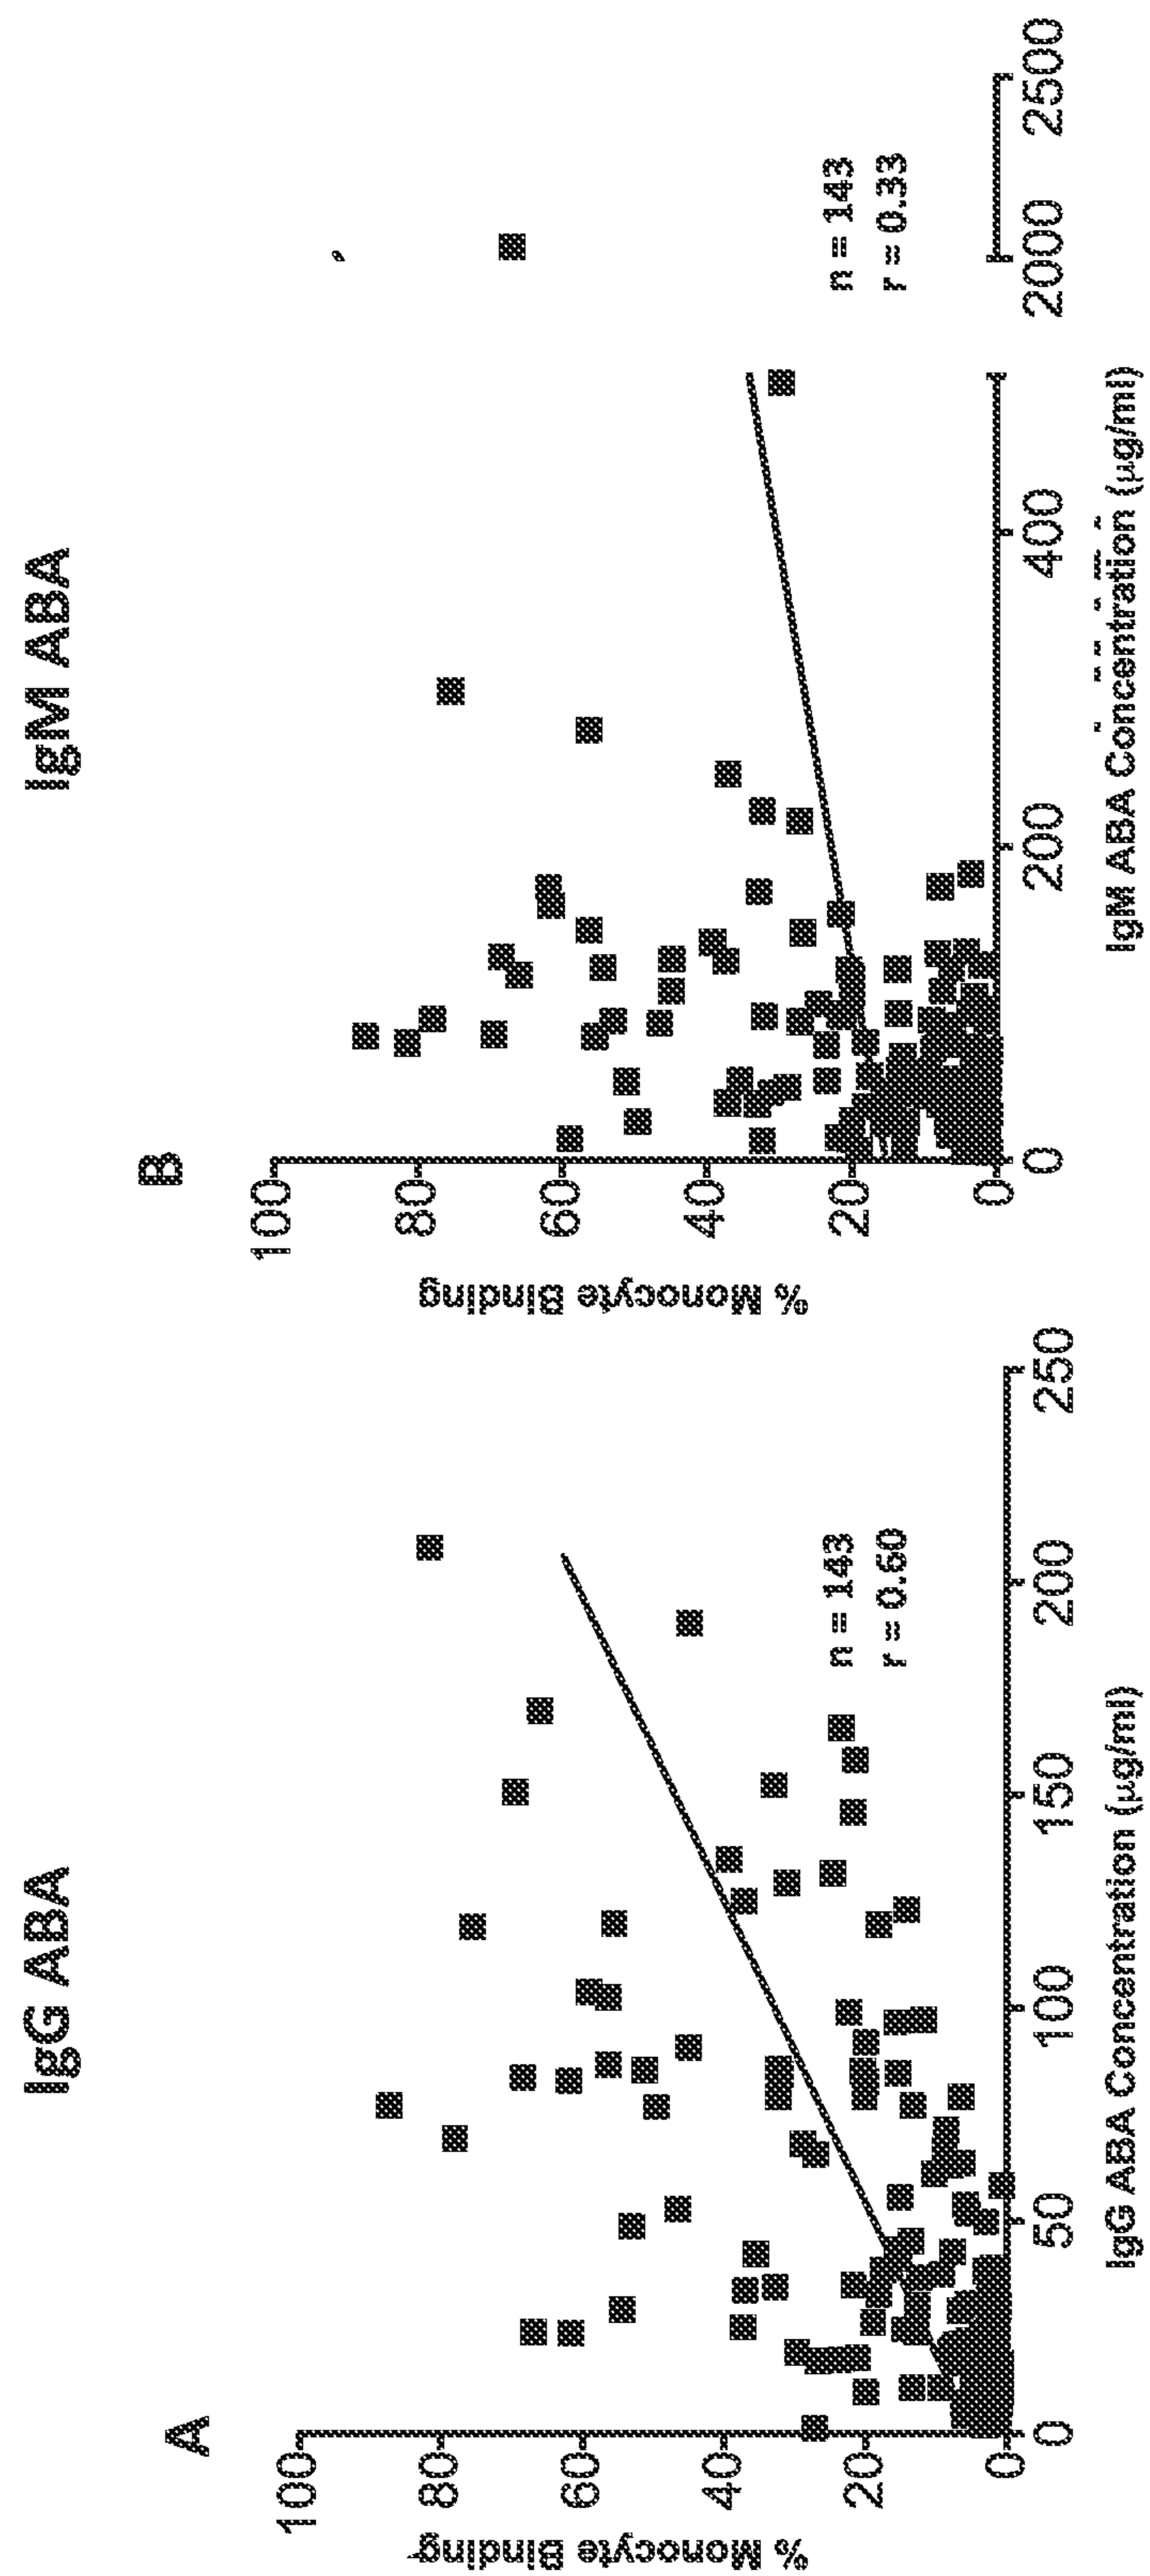 IgG ABA
A
% Monocyte Binding
100
80
60
40
20
0
n = 143
r = 0.60
0
50
100
150
200
250
IgG ABA Concentration (µg/ml)
IgM ABA
B
% Monocyte Binding
100
80
60
40
20
0
n = 143
r = 0.33
0
200
400
2000
2500
IgM ABA Concentration (µg/ml)